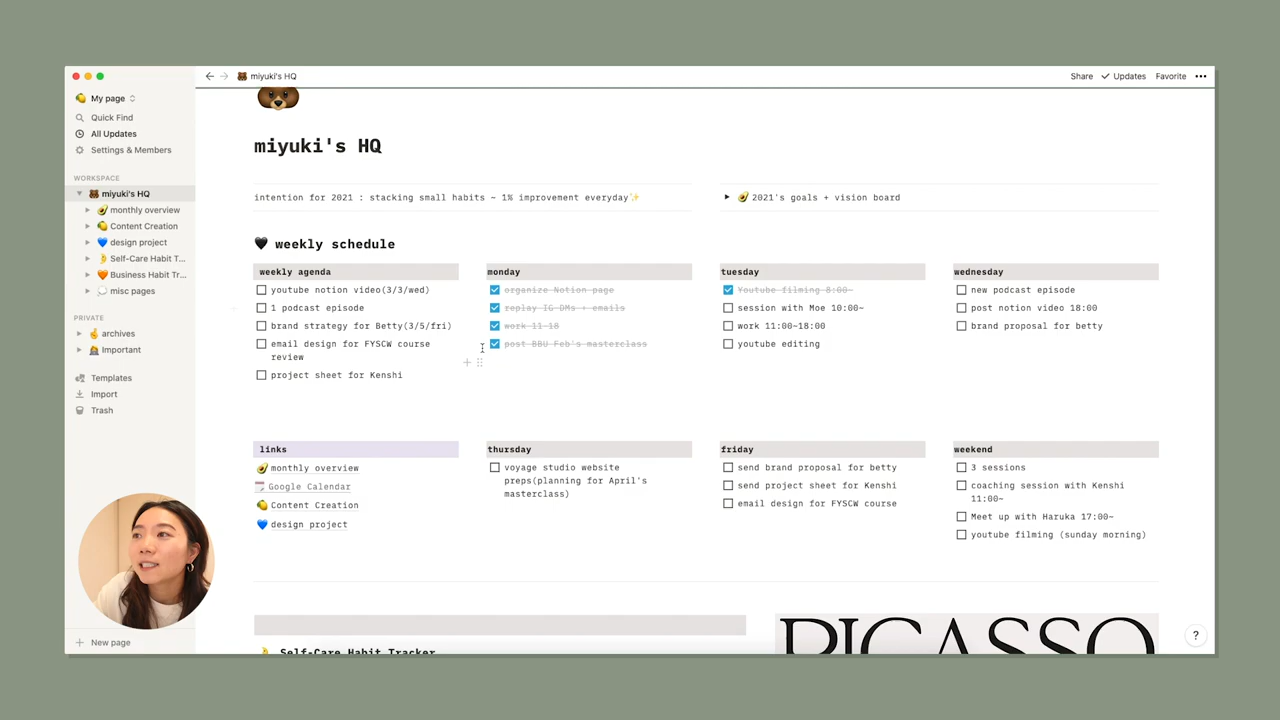 miyuki's HQ
Share
Updates
Favorite
My page
Quick Find
All Updates
Settings & Members
WORKSPACE
miyuki's HQ
monthly overview
Content Creation
design project
Self-Care Habit T...
Business Habit Tr...
misc pages
PRIVATE
archives
Important
Templates
Import
Trash
New page
miyuki's HQ
intention for 2021 : stacking small habits ~ 1% improvement everyday
2021's goals + vision board
weekly schedule
weekly agenda
youtube notion video(3/3/wed)
1 podcast episode
brand strategy for Betty(3/5/fri)
email design for FYSCW course
review
project sheet for Kenshi
monday
organize Notion page
replay IG DMs + emails
work 11-18
post BBU Feb's masterclass
tuesday
Youtube filming 8:00~
session with Moe 10:00~
work 11:00~18:00
youtube editing
wednesday
new podcast episode
post notion video 18:00
brand proposal for betty
links
monthly overview
Google Calendar
Content Creation
design project
thursday
voyage studio website
preps(planning for April's
masterclass)
friday
send brand proposal for betty
send project sheet for Kenshi
email design for FYSCW course
weekend
3 sessions
coaching session with Kenshi
11:00~
Meet up with Haruka 17:00~
youtube filming (sunday morning)
Self-Care Habit Tracker
PICASSO
?